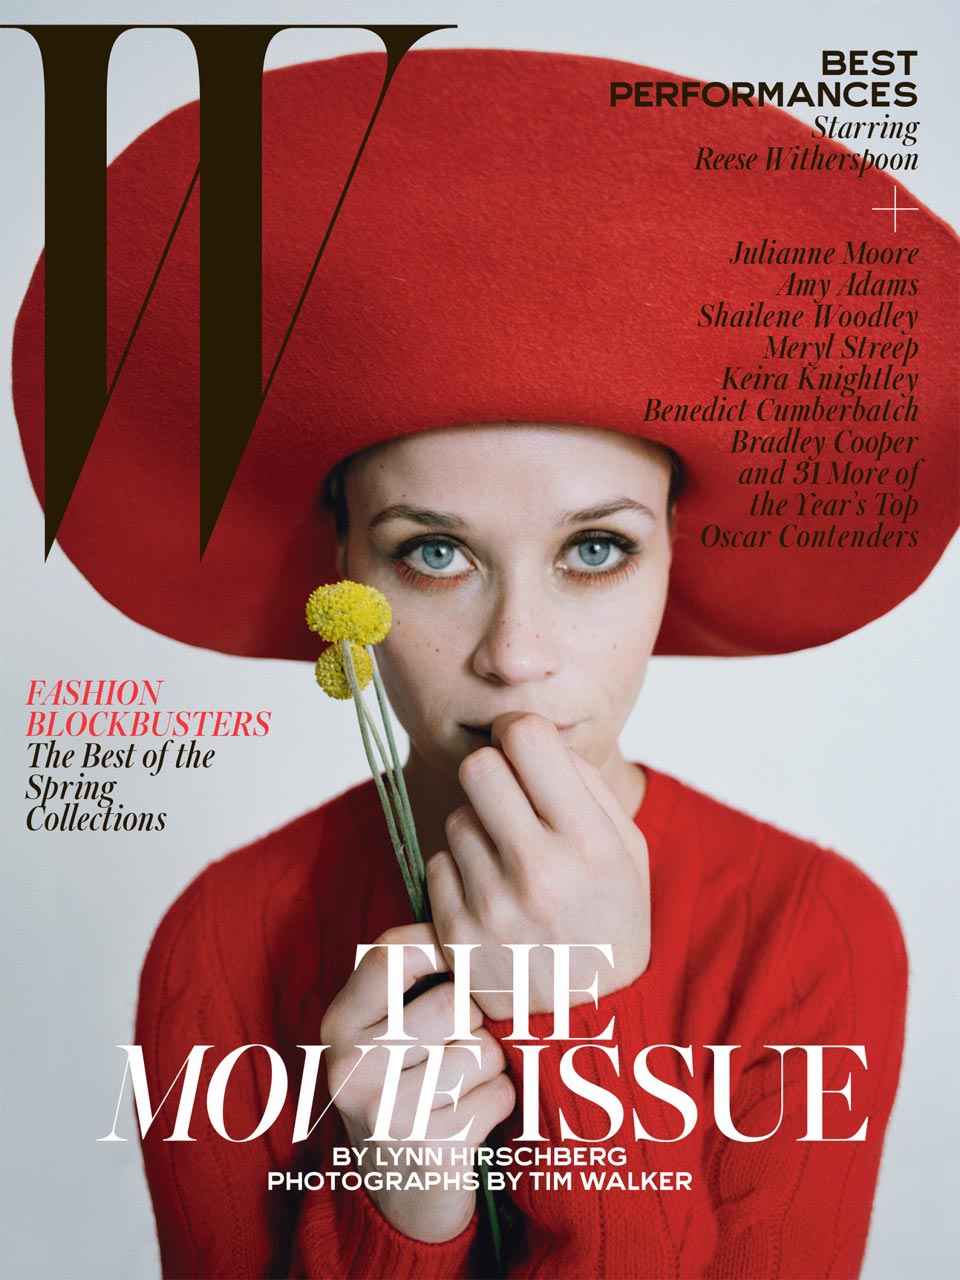 W
BEST
PERFORMANCES
Starring
Reese Witherspoon
+
Julianne Moore
Amy Adams
Shailene Woodley
Meryl Streep
Keira Knightley
Benedict Cumberbatch
Bradley Cooper
and 31 More of
the Year's Top
Oscar Contenders
FASHION
BLOCKBUSTERS
The Best of the
Spring
Collections
THE
MOVIE ISSUE
BY LYNN HIRSCHBERG
PHOTOGRAPHS BY TIM WALKER